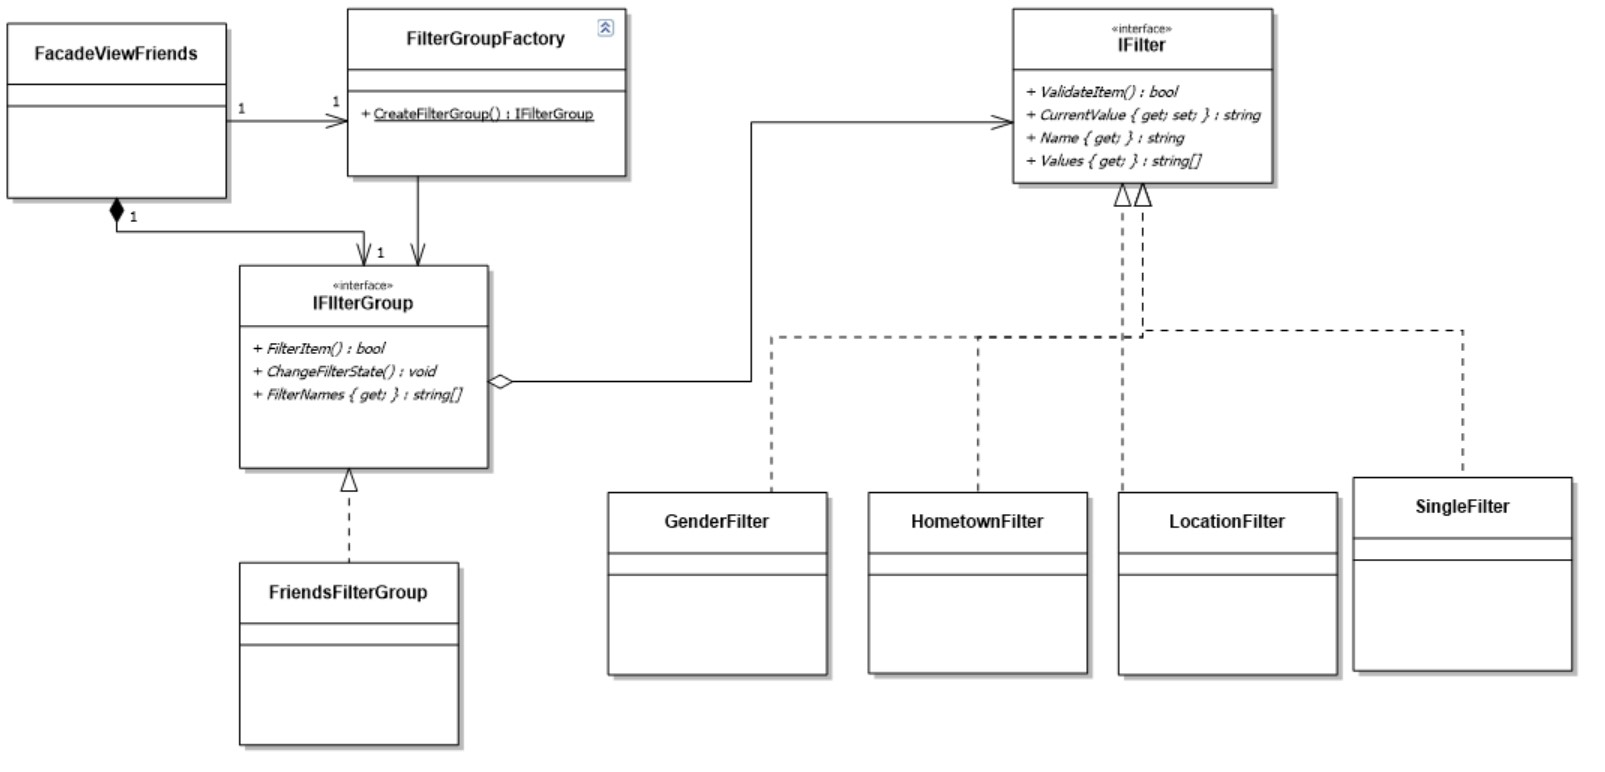 FacadeViewFriends
1
1
1
1
FilterGroupFactory
+ CreateFilterGroup() : IFilterGroup
«interface»
IFIlterGroup
+ FilterItem() : bool
+ ChangeFilterState() : void
+ FilterNames { get; } : string[]
FriendsFilterGroup
«interface»
IFilter
+ ValidateItem() : bool
+ CurrentValue { get; set; } : string
+ Name { get; } : string
+ Values { get; } : string[]
GenderFilter
HometownFilter
LocationFilter
SingleFilter